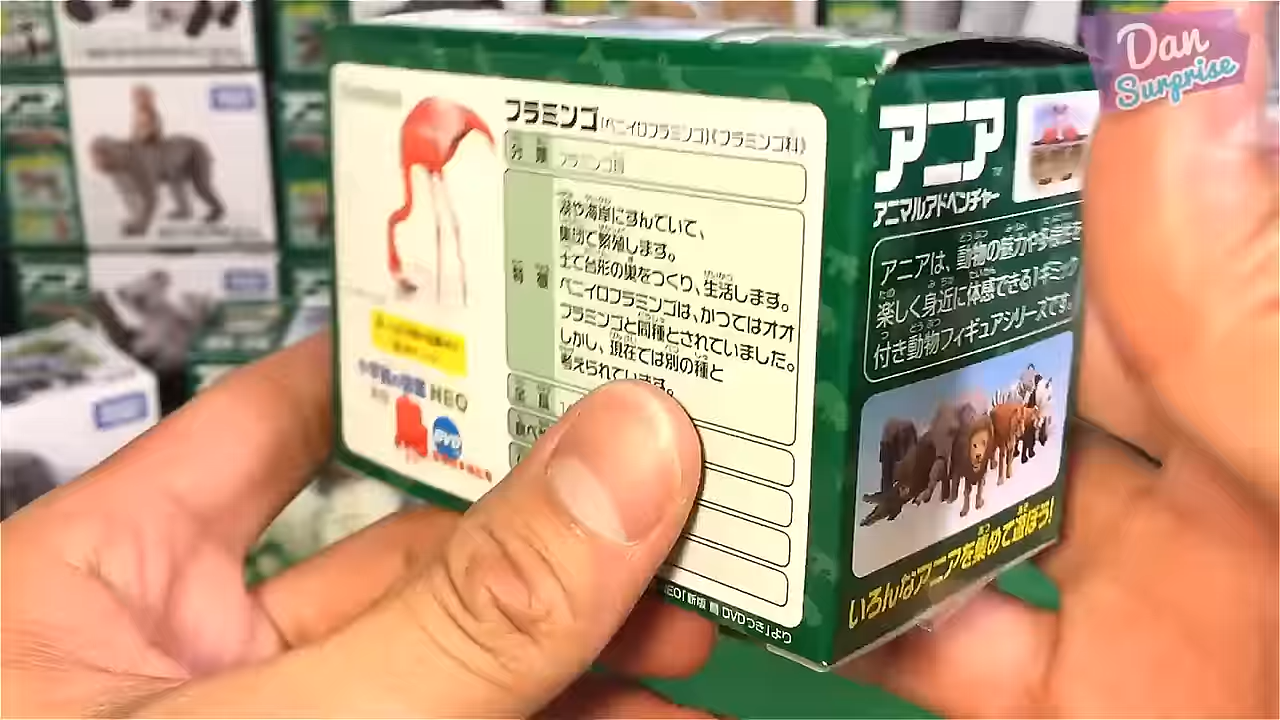 Dan
Surprise
フラミンゴ(ベニイロフラミンゴ)《フラミンゴ科》
分類 フラミンゴ目
湖や海岸にすんでいて、
集団で繁殖します。
土で台形の巣をつくり、生活します。
ベニイロフラミンゴは、かつてはオオ
フラミンゴと同種とされていました。
しかし、現在では別の種と
考えられています。
特徴
小学館の図鑑 NEO
DVD
NEO「新版 鳥 DVDつき」より
アニア
アニマルアドベンチャー
アニアは、動物の魅力や多様性を
楽しく身近に体感できる!ギミック
付き動物フィギュアシリーズです。
いろんなアニアを集めて遊ぼう!